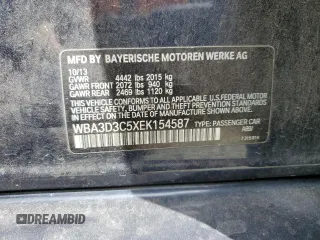 MFD BY BAYERISCHE MOTOREN WERKE AG
10/13
GVWR 4442 lbs 2015 kg
GAWR FRONT 2072 lbs 940 kg
GAWR REAR 2469 lbs 1120 kg
THIS VEHICLE CONFORMS TO ALL APPLICABLE
U.S. FEDERAL MOTOR VEHICLE SAFETY, BUMPER,
AND THEFT PREVENTION STANDARDS IN EFFECT ON
THE DATE OF MANUFACTURE SHOWN ABOVE.
WBA3D3C5XEK154587 TYPE: PASSENGER CAR
DREAMBID